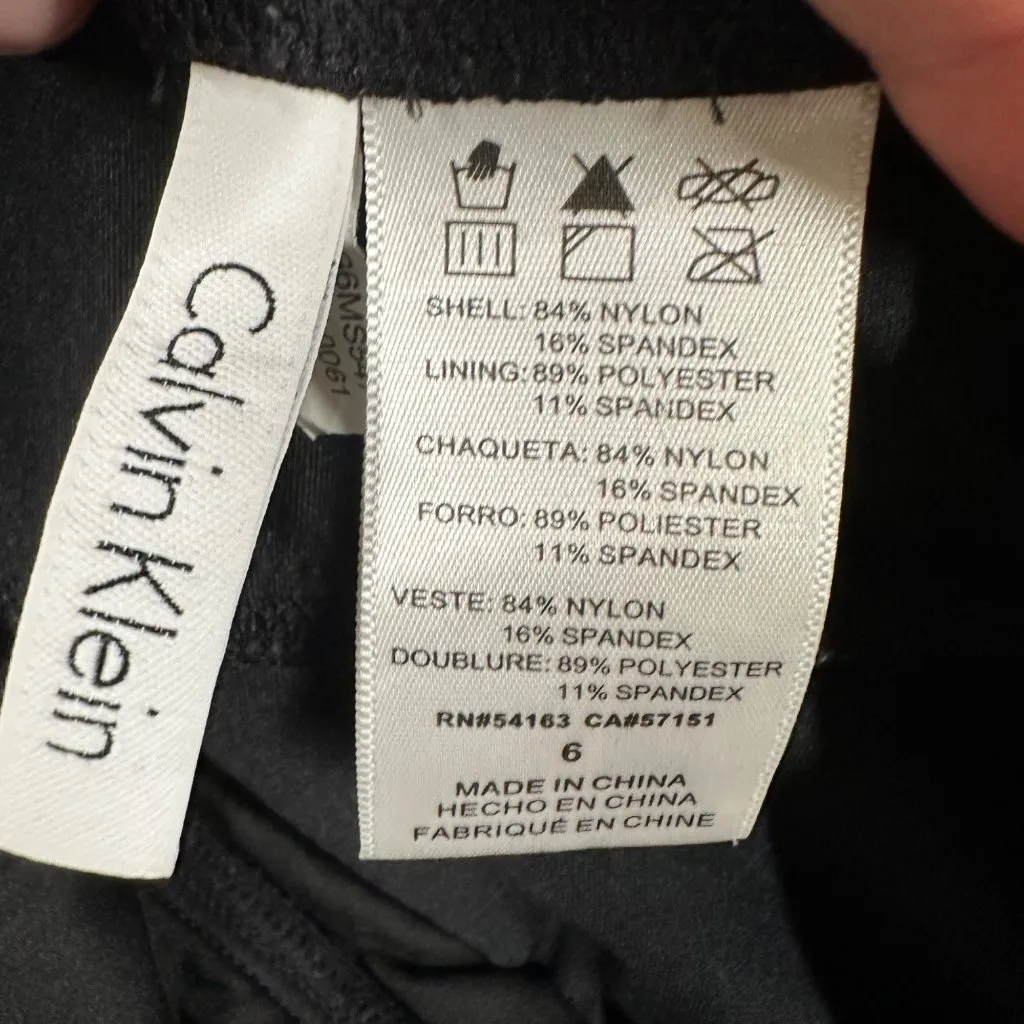 Calvin Klein
SHELL: 84% NYLON
16% SPANDEX
LINING: 89% POLYESTER
11% SPANDEX
CHAQUETA: 84% NYLON
16% SPANDEX
FORRO: 89% POLIESTER
11% SPANDEX
VESTE: 84% NYLON
16% SPANDEX
DOUBLURE: 89% POLYESTER
11% SPANDEX
RN#54163 CA#57151
6
MADE IN CHINA
HECHO EN CHINA
FABRIQUÉ EN CHINE